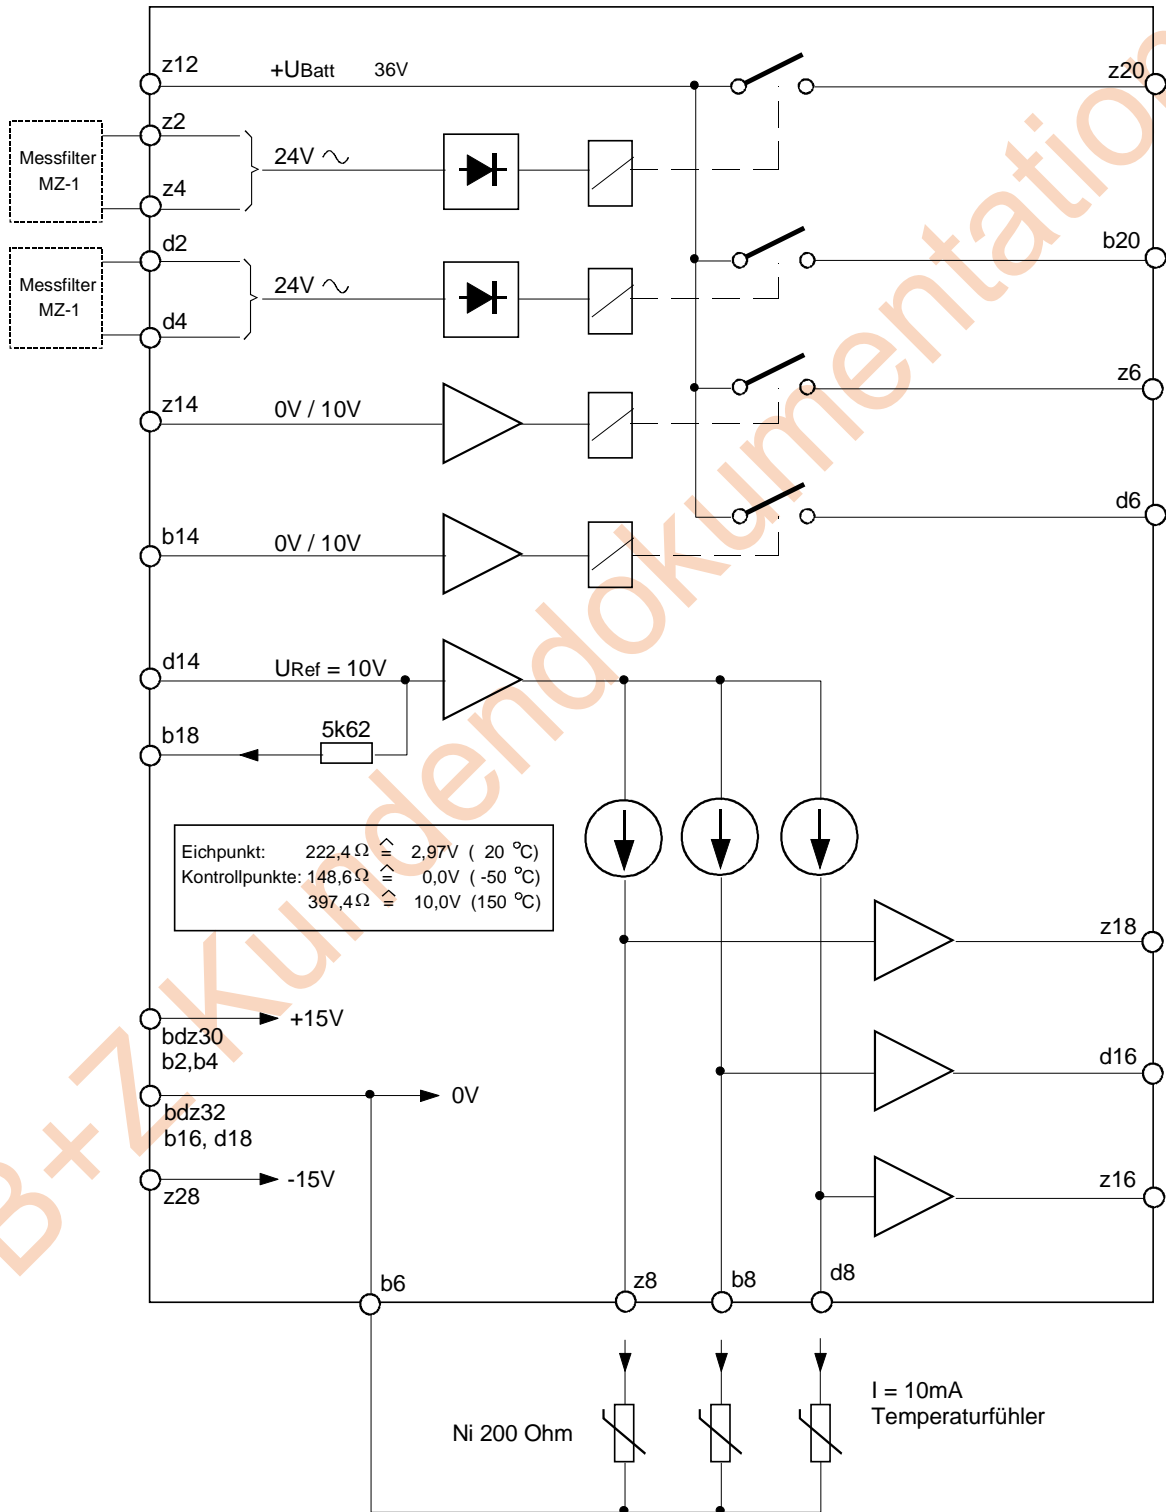 z12
+UBatt 36V
z20
z2
Messfilter
MZ-1
24V
z4
d2
b20
Messfilter
MZ-1
24V
d4
z6
z14
0V / 10V
d6
b14
0V / 10V
d14
URef = 10V
b18
5k62
Eichpunkt: 222,4Ω ≙ 2,97V ( 20 °C)
Kontrollpunkte: 148,6Ω ≙ 0,0V ( -50 °C)
397,4Ω ≙ 10,0V (150 °C)
z18
+15V
bdz30
b2,b4
d16
0V
bdz32
b16, d18
-15V
z28
z16
b6
z8
b8
d8
I = 10mA
Temperaturfühler
Ni 200 Ohm
B+Z Kundendokumentation